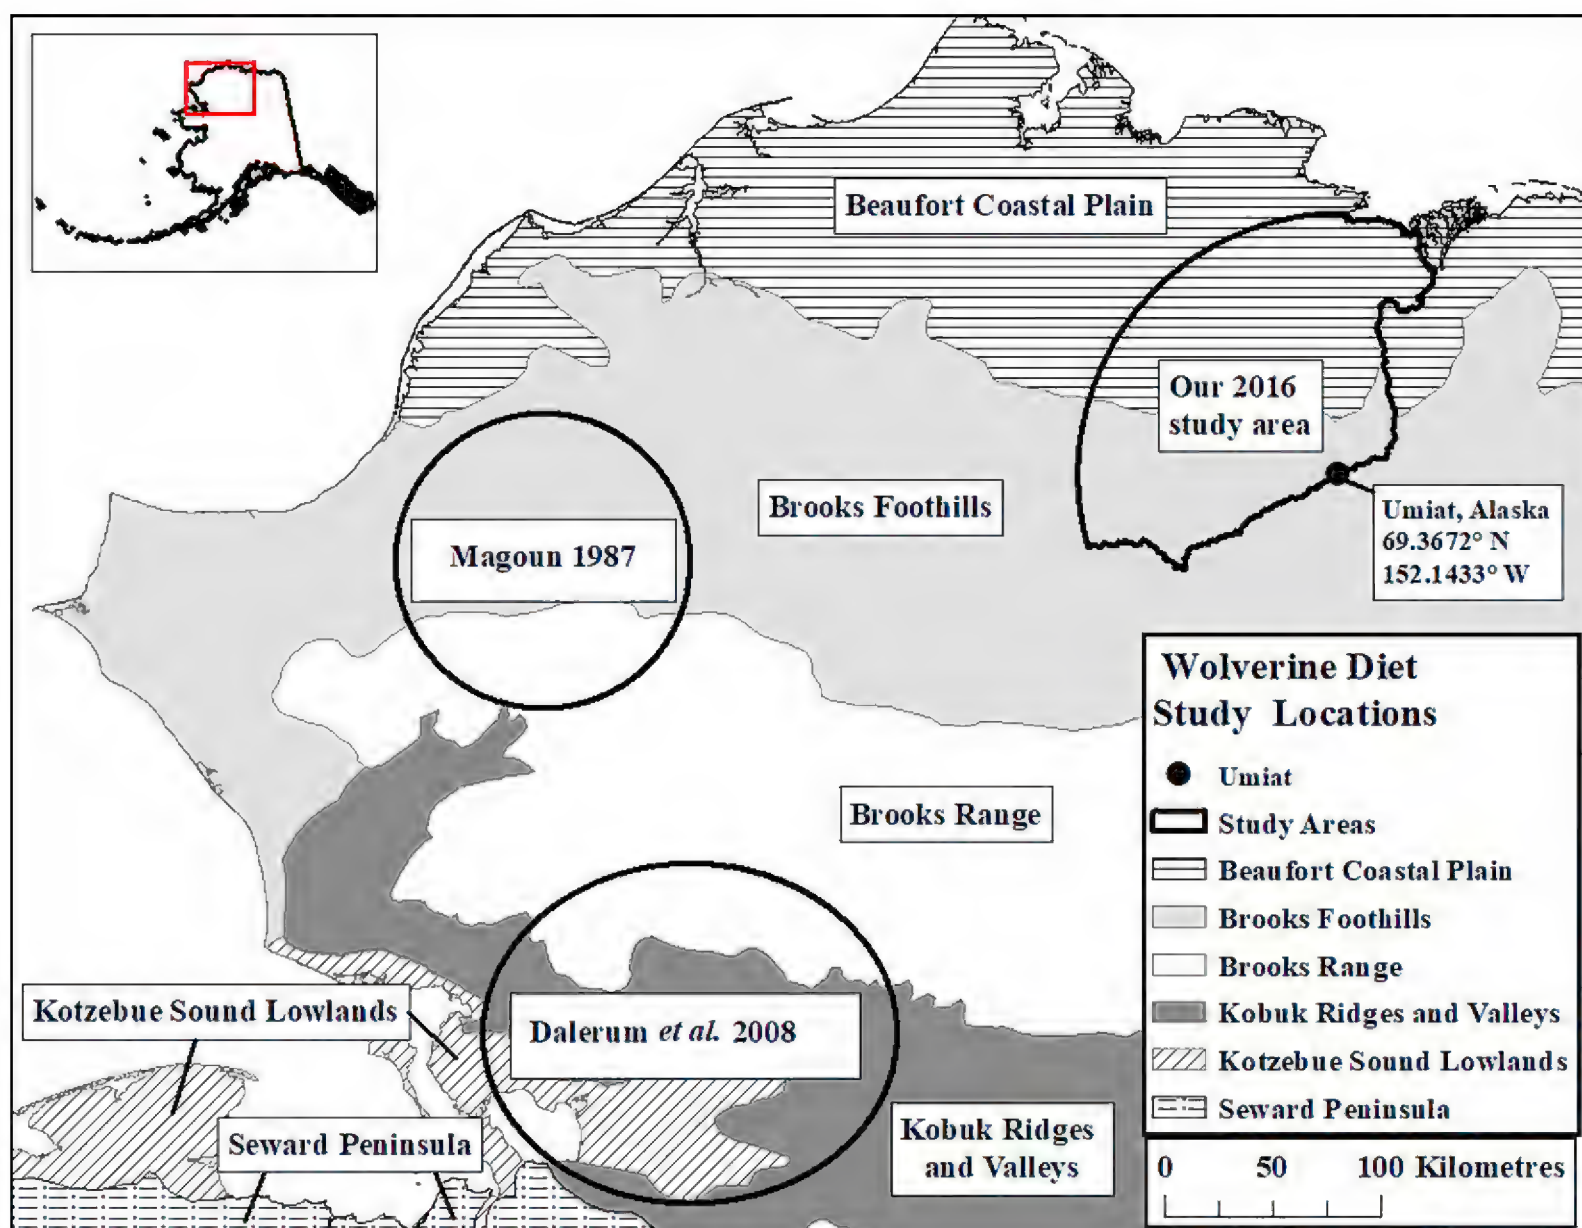 Beaufort Coastal Plain
Our 2016
study area
Brooks Foothills
Umiat, Alaska
69.3672° N
152.1433° W
Magoun 1987
Brooks Range
Kotzebue Sound Lowlands
Dalerum et al. 2008
Seward Peninsula
Kobuk Ridges
and Valleys
Wolverine Diet
Study Locations
Umiat
Study Areas
Beaufort Coastal Plain
Brooks Foothills
Brooks Range
Kobuk Ridges and Valleys
Kotzebue Sound Lowlands
Seward Peninsula
0 50 100 Kilometres